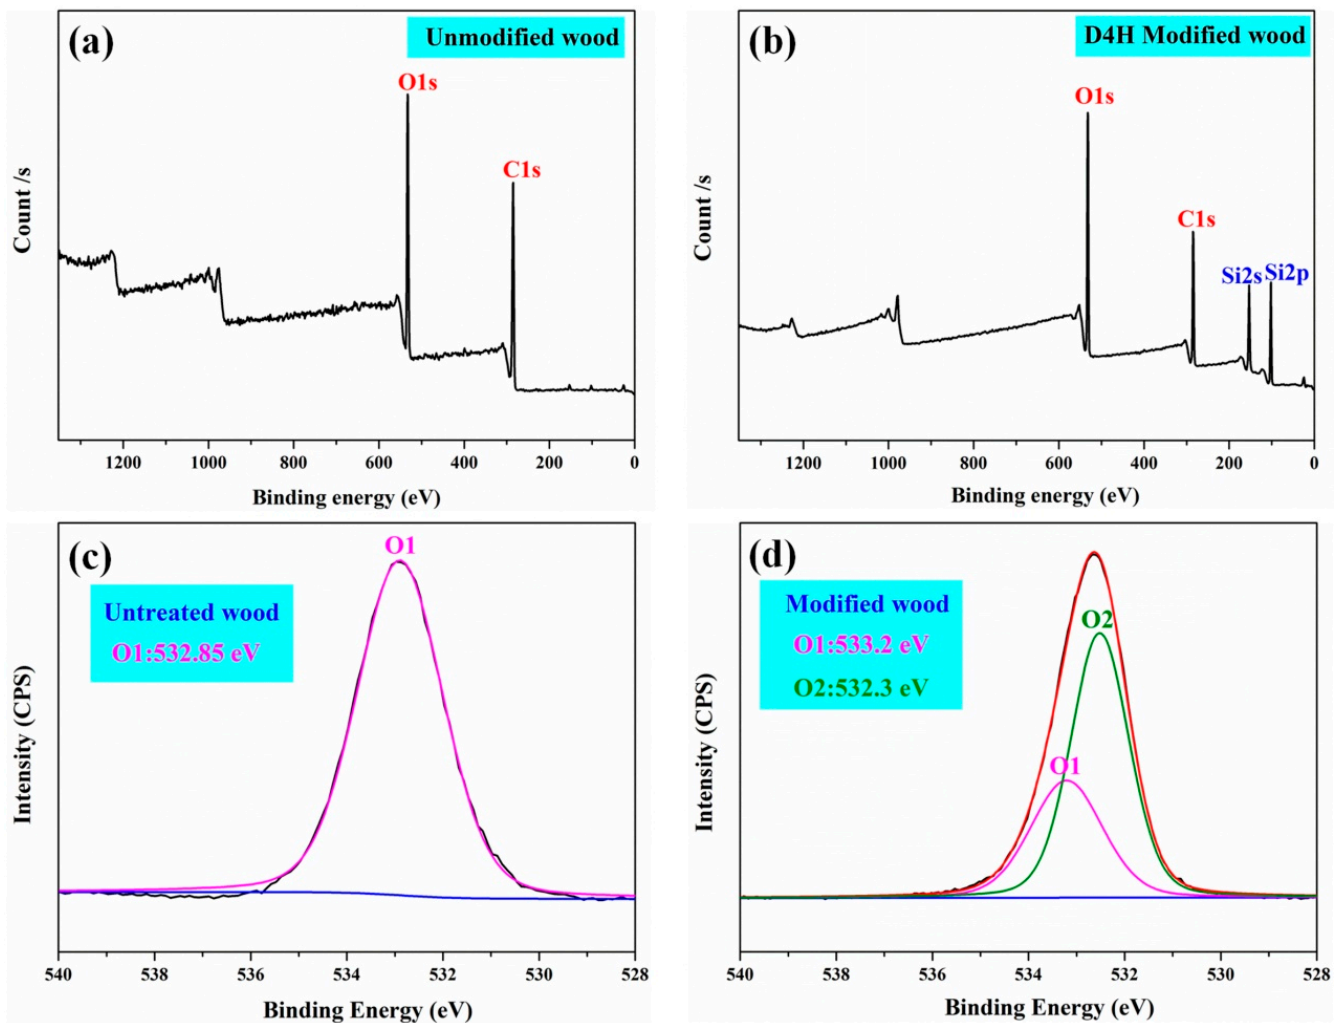 (a)
Unmodified wood
O1s
C1s
Count /s
1200 1000 800 600 400 200 0
Binding energy (eV)
(b)
D4H Modified wood
O1s
C1s
Si2s
Si2p
Count /s
1200 1000 800 600 400 200 0
Binding energy (eV)
(c)
O1
Untreated wood
O1:532.85 eV
Intensity (CPS)
540 538 536 534 532 530 528
Binding Energy (eV)
(d)
Modified wood
O1:533.2 eV
O2:532.3 eV
O2
O1
Intensity (CPS)
540 538 536 534 532 530 528
Binding Energy (eV)